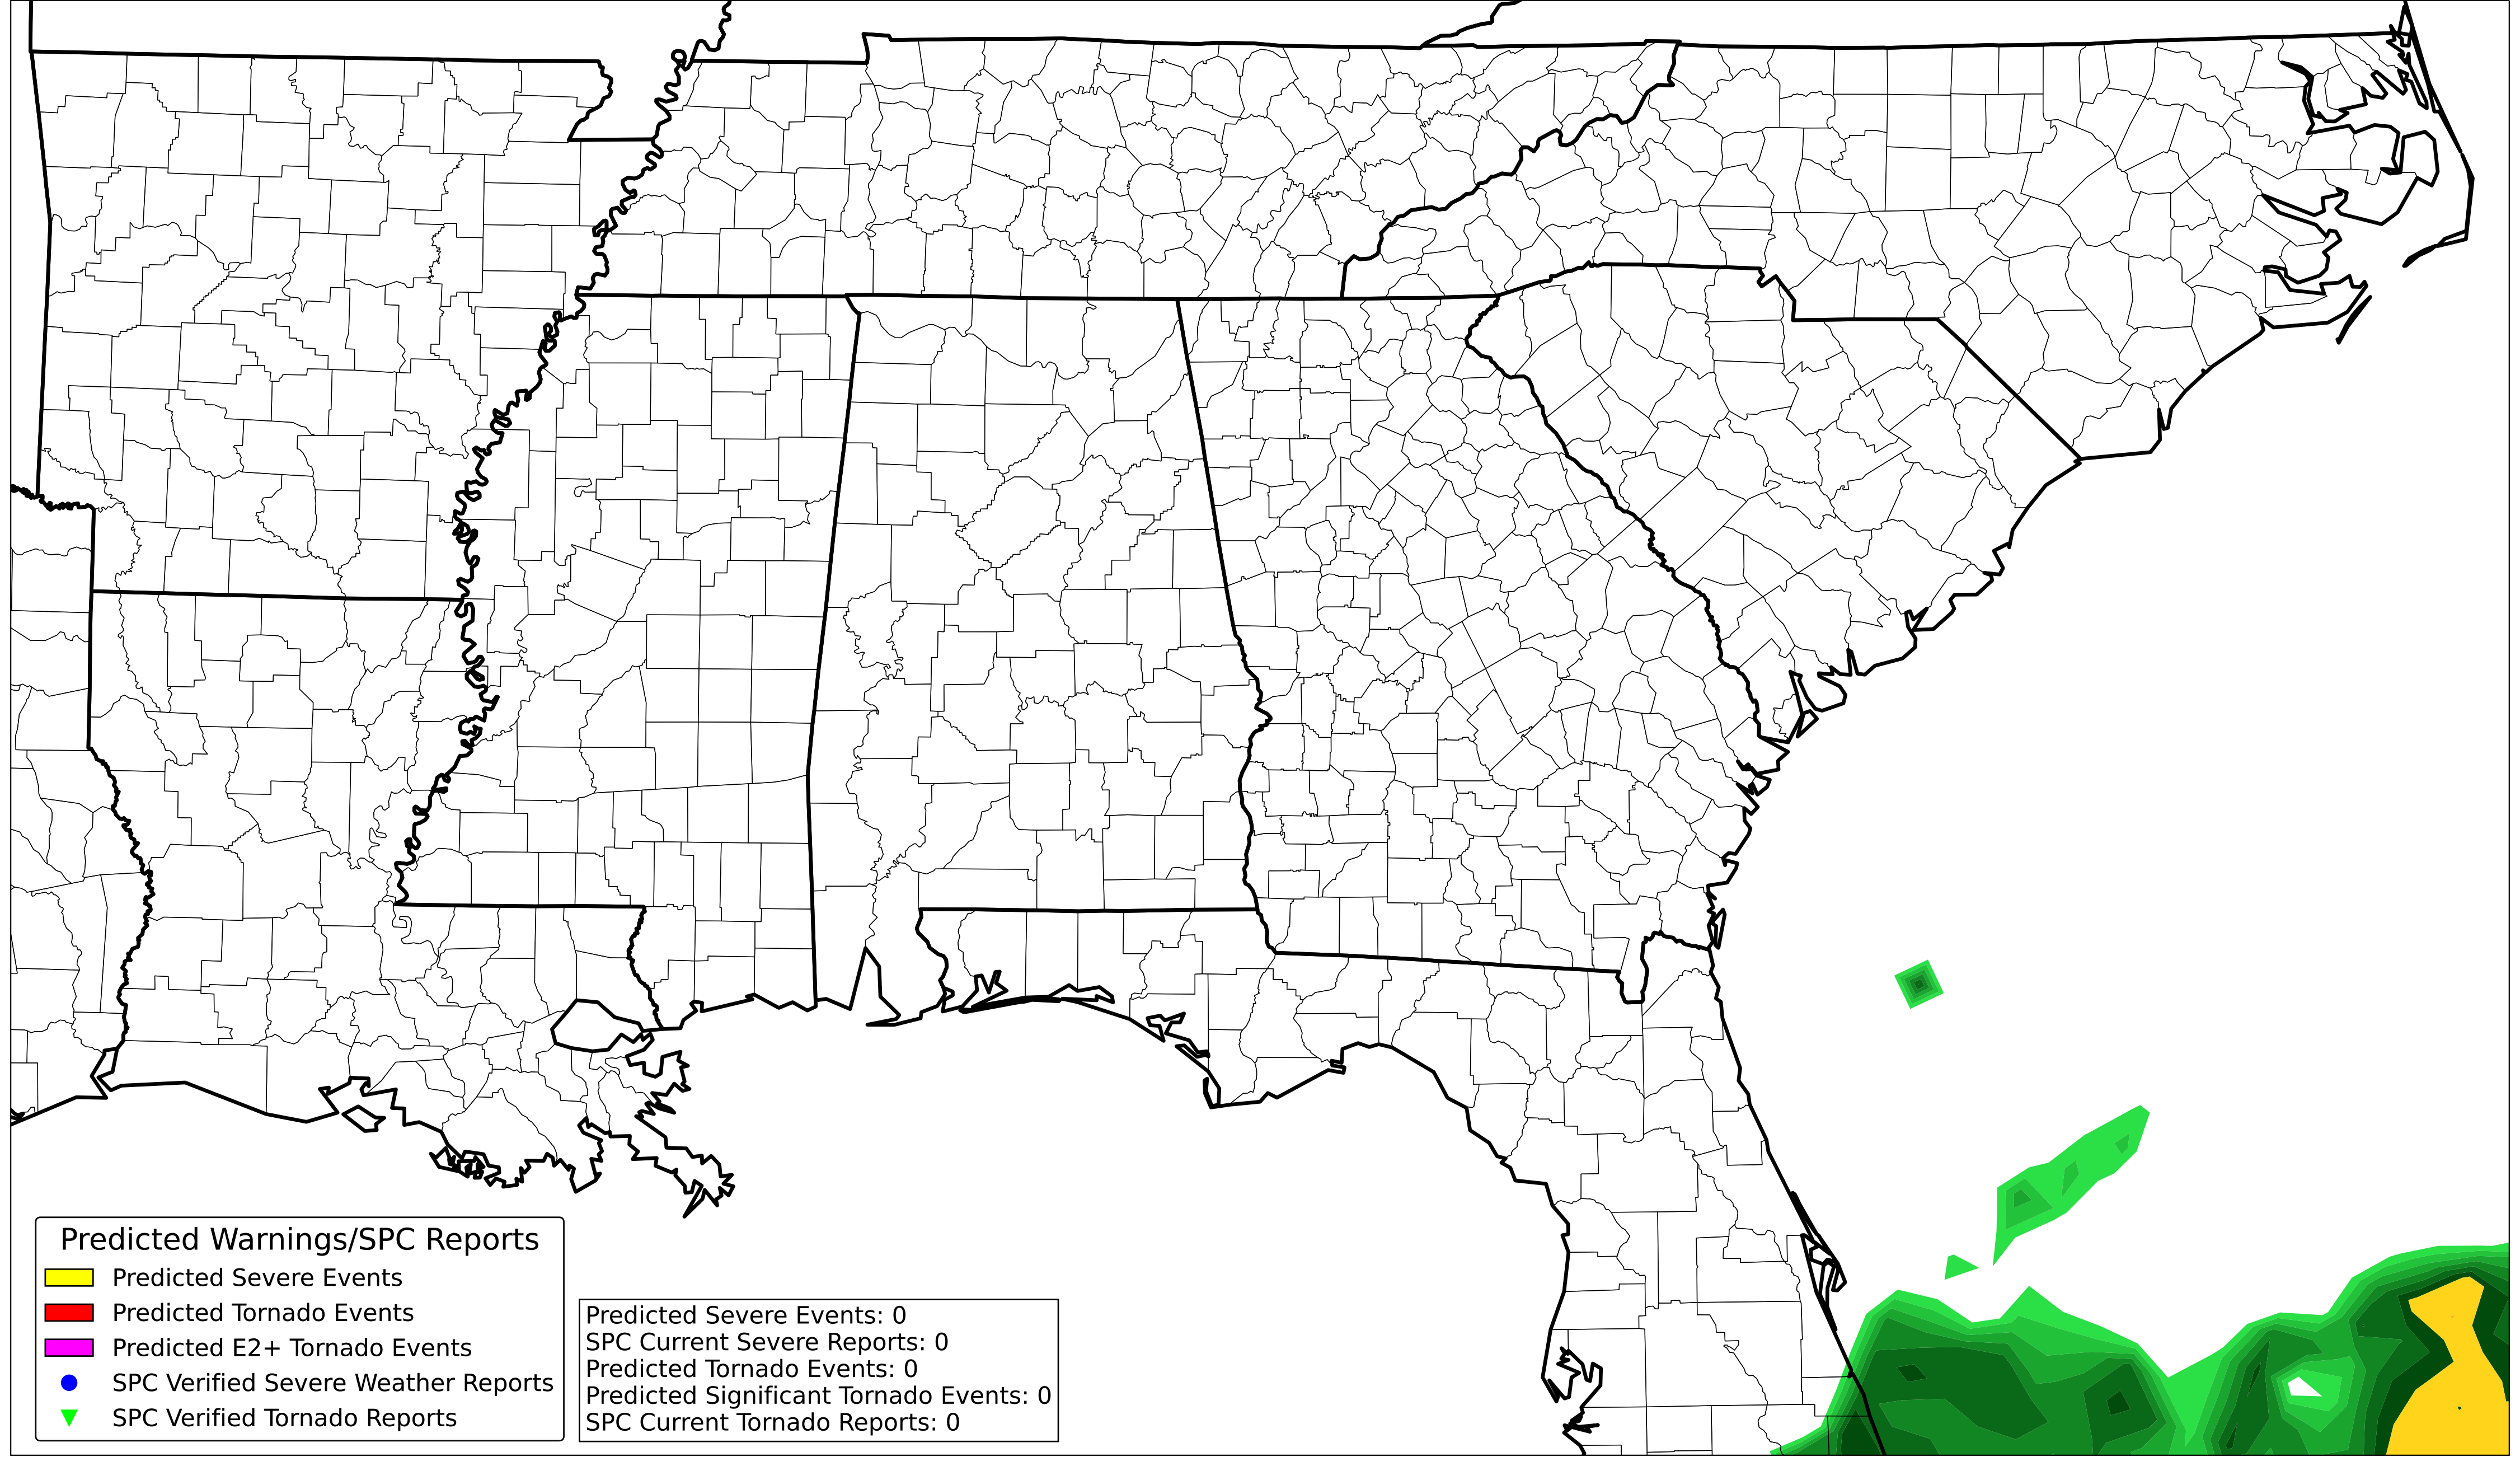 Predicted Warnings/SPC Reports
Predicted Severe Events
Predicted Tornado Events
Predicted E2+ Tornado Events
SPC Verified Severe Weather Reports
SPC Verified Tornado Reports
Predicted Severe Events: 0
SPC Current Severe Reports: 0
Predicted Tornado Events: 0
Predicted Significant Tornado Events: 0
SPC Current Tornado Reports: 0